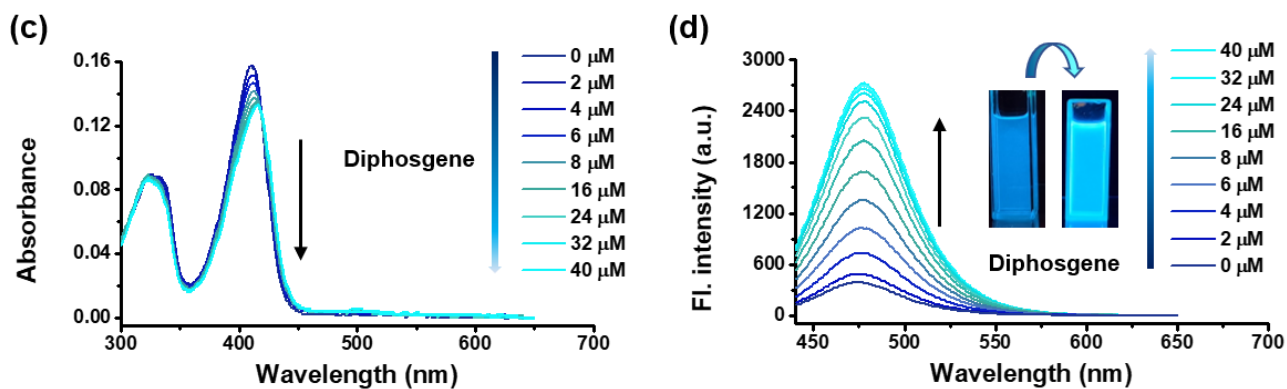 (c)
0.16
0.12
0.08
0.04
0.00
Absorbance
300
400
500
600
700
Wavelength (nm)
Diphosgene
0 µM
2 µM
4 µM
6 µM
8 µM
16 µM
24 µM
32 µM
40 µM
(d)
3000
2400
1800
1200
600
0
Fl. intensity (a.u.)
450
500
550
600
650
700
Wavelength (nm)
Diphosgene
40 µM
32 µM
24 µM
16 µM
8 µM
6 µM
4 µM
2 µM
0 µM